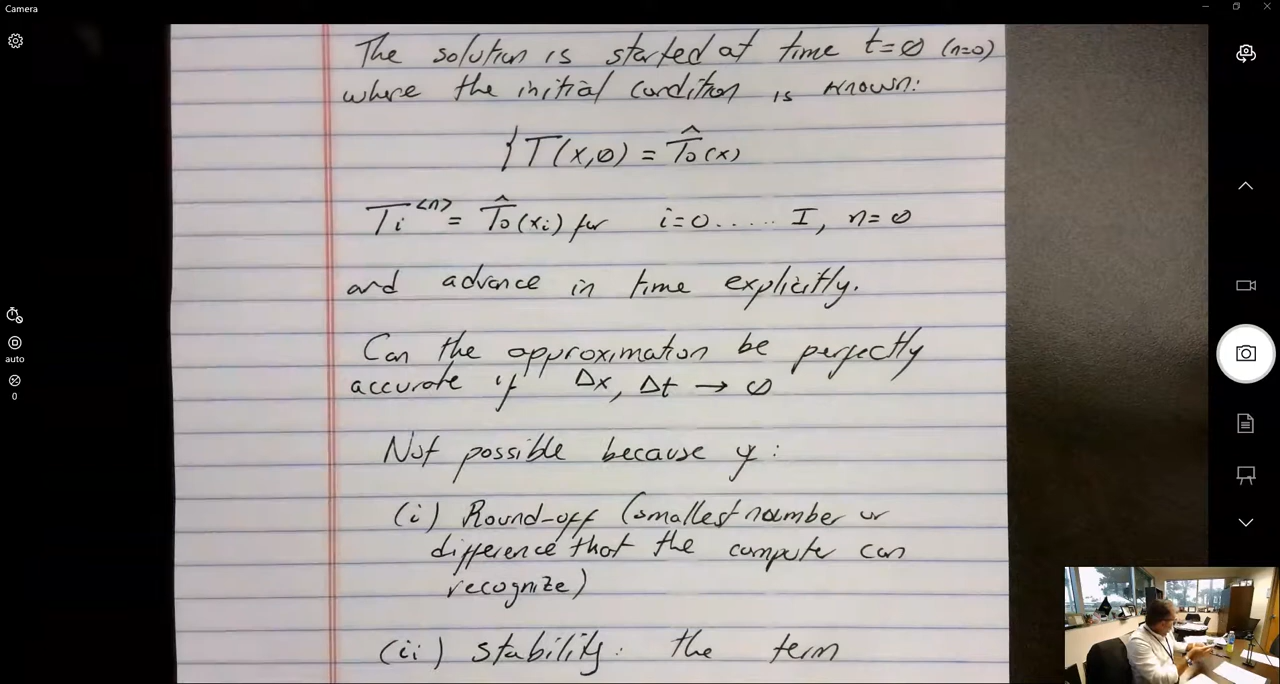 Camera
The solution is started at time t=0 (n=0)
where the initial condition is known:
{T(x,0) = T̂o(x)
Ti<n> = T̂o(xi) for i=0..... I, n=0
and advance in time explicitly.
Can the approximation be perfectly
accurate if Δx, Δt → 0
Not possible because of:
(i) Round-off (smallest number or
difference that the computer can
recognize)
(ii) stability: the term
auto
0